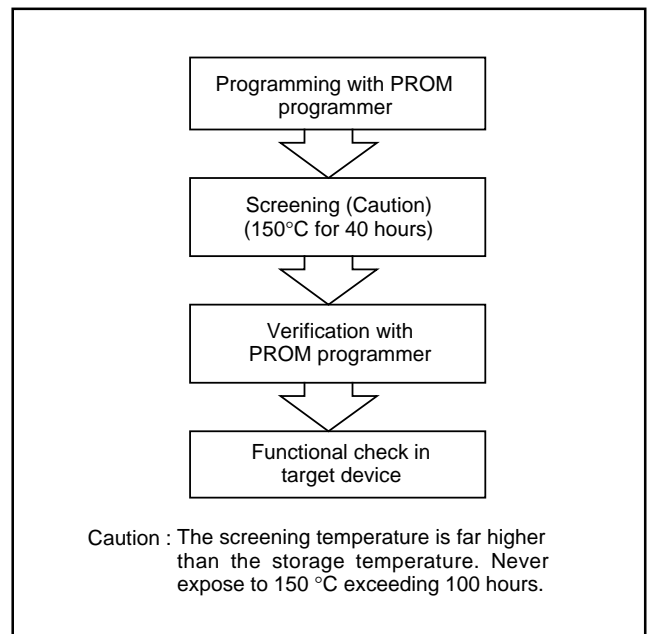 Programming with PROM
programmer
Screening (Caution)
(150°C for 40 hours)
Verification with
PROM programmer
Functional check in
target device
Caution : The screening temperature is far higher
than the storage temperature. Never
expose to 150 °C exceeding 100 hours.